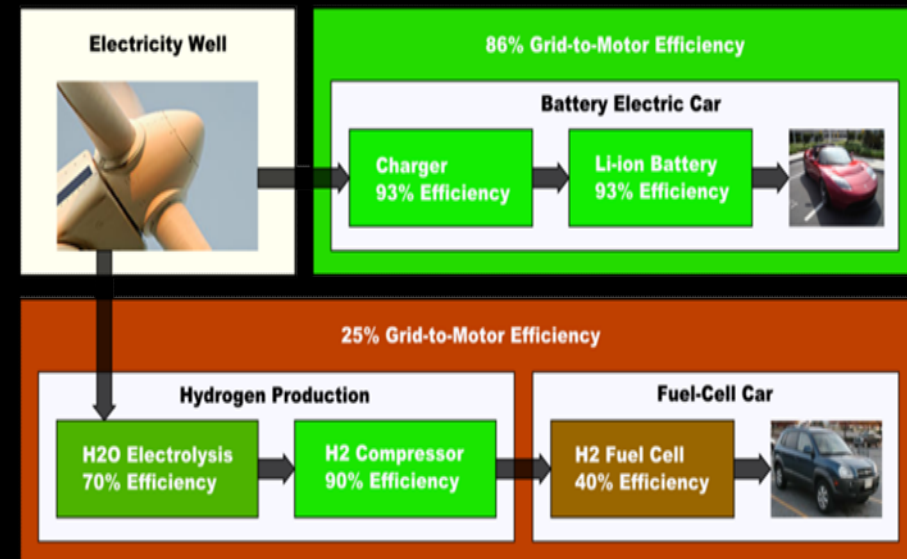 Electricity Well
86% Grid-to-Motor Efficiency
Battery Electric Car
Charger
93% Efficiency
Li-ion Battery
93% Efficiency
25% Grid-to-Motor Efficiency
Hydrogen Production
Fuel-Cell Car
H2O Electrolysis
70% Efficiency
H2 Compressor
90% Efficiency
H2 Fuel Cell
40% Efficiency